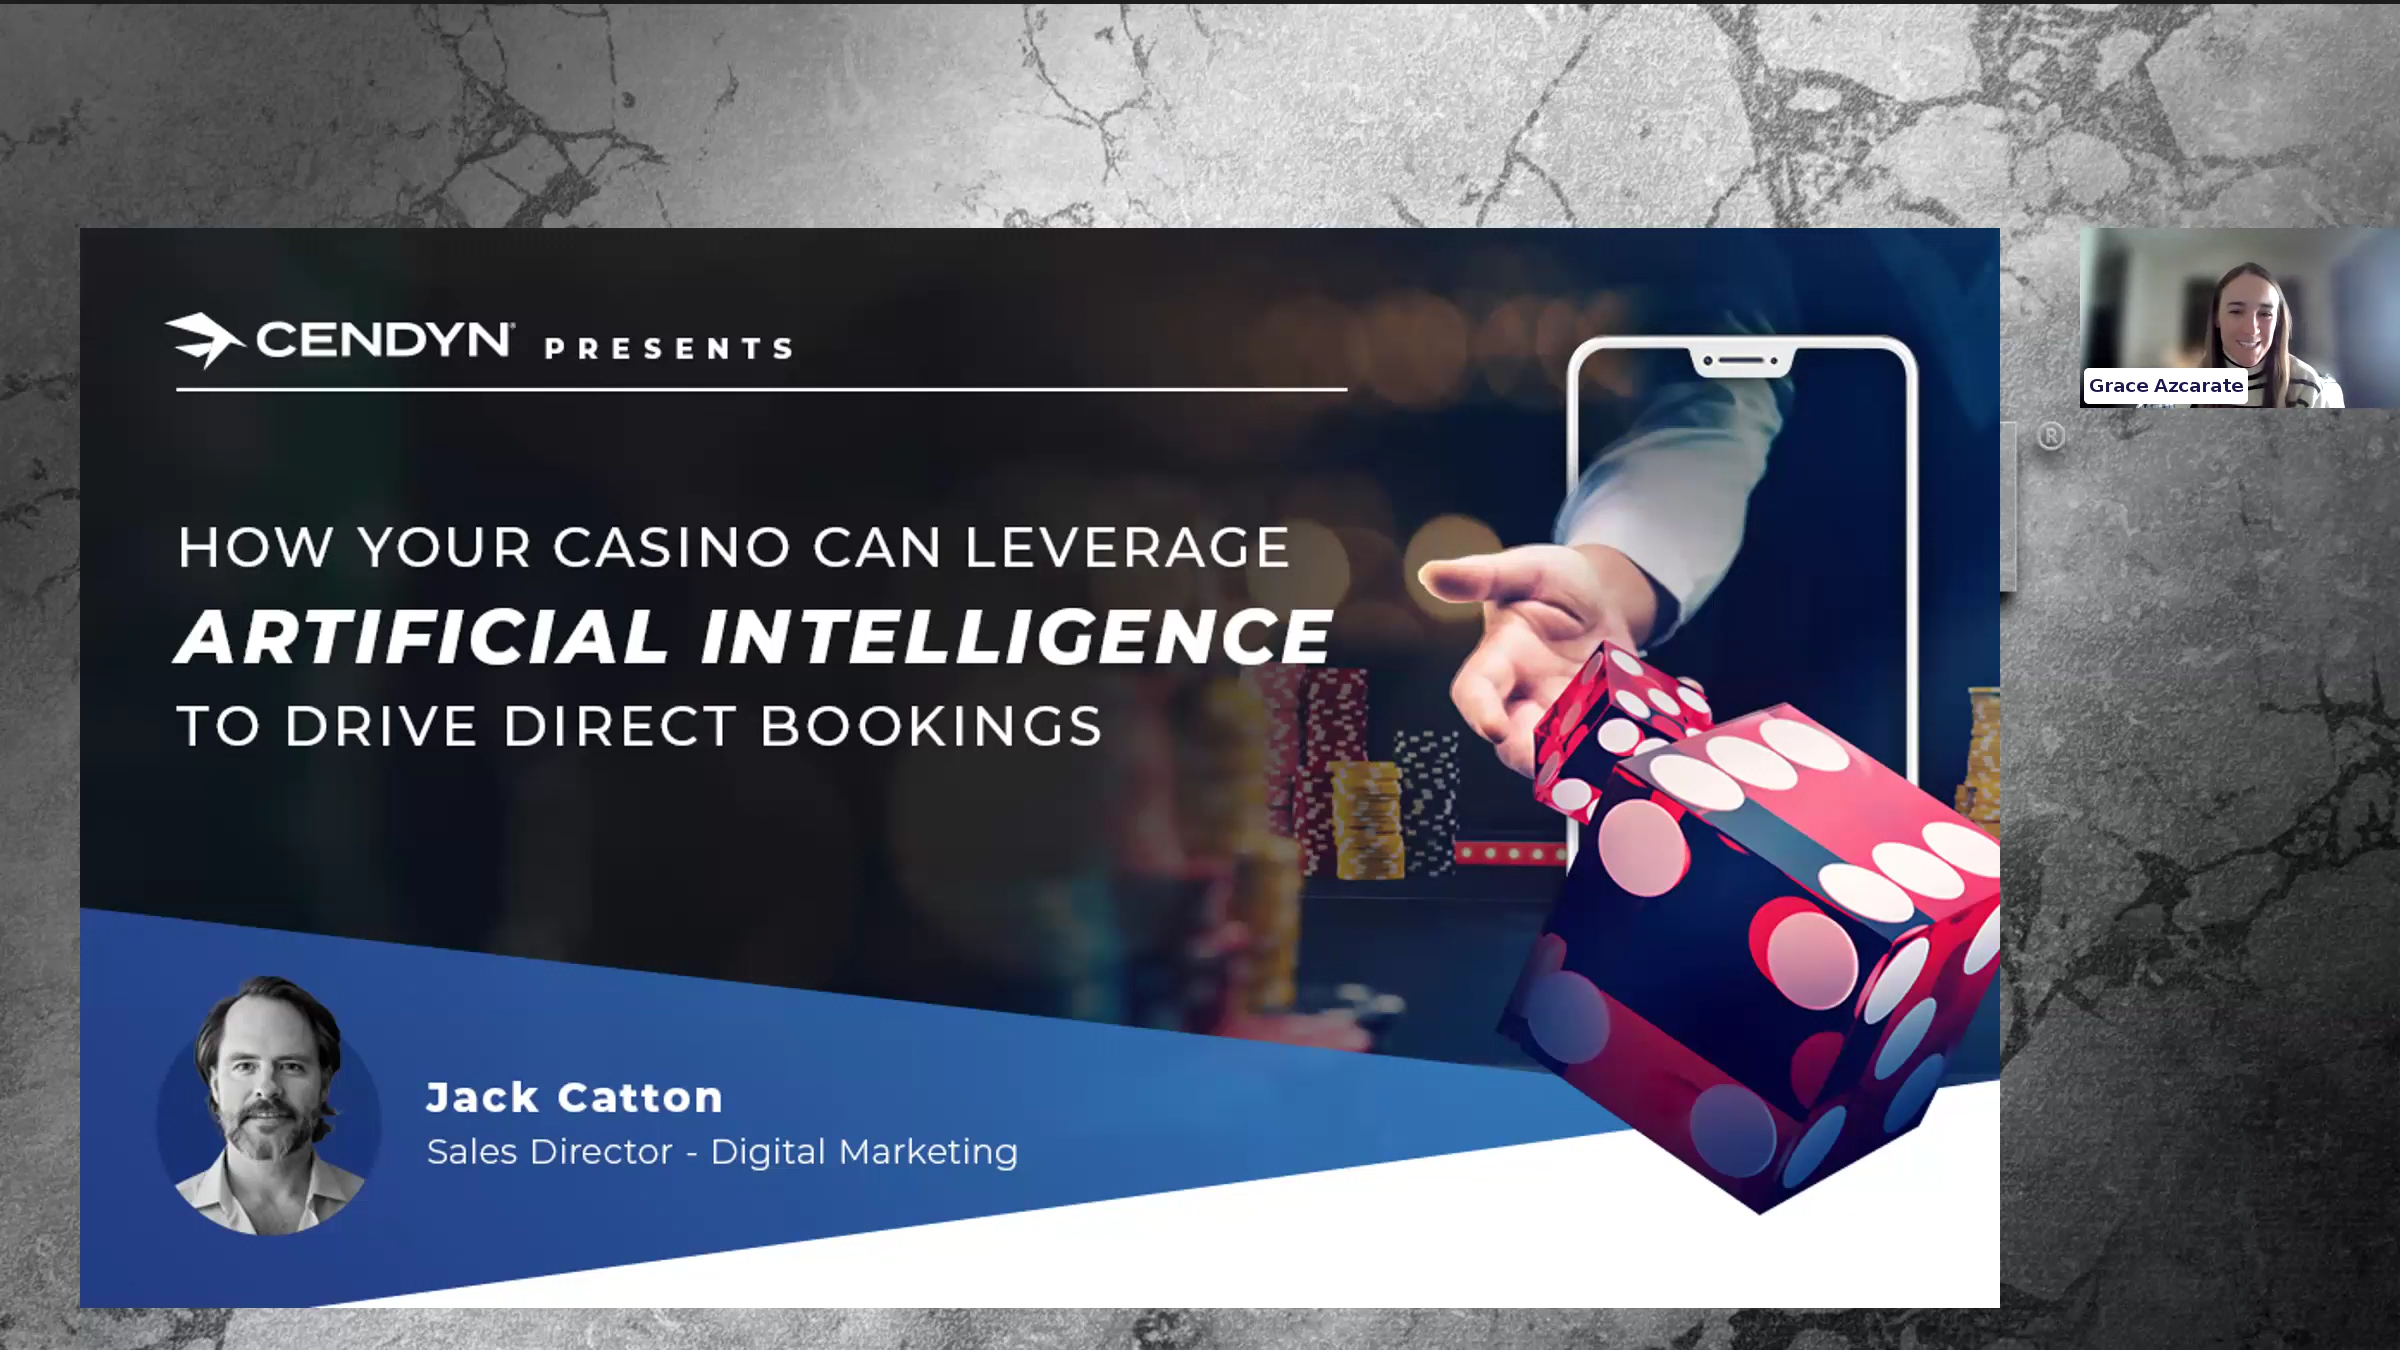 CENDYN® PRESENTS
HOW YOUR CASINO CAN LEVERAGE
ARTIFICIAL INTELLIGENCE
TO DRIVE DIRECT BOOKINGS
Jack Catton
Sales Director - Digital Marketing
Grace Azcarate
®